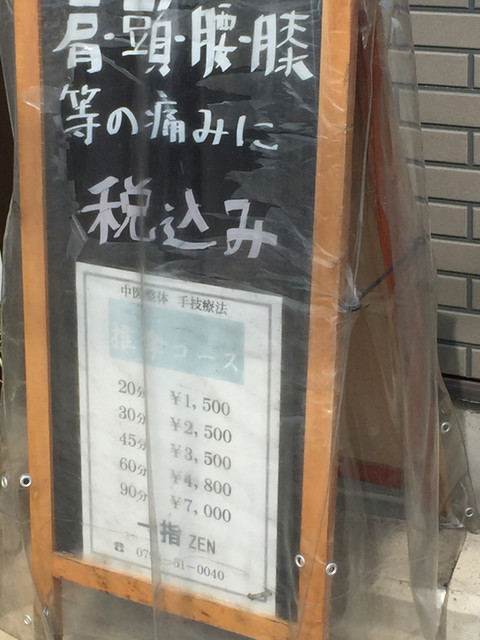 肩・頭・腰・膝
等の痛みに
税込み
中医整体 手技療法
コース
20分 ¥1,500
30分 ¥2,500
45分 ¥3,500
60分 ¥4,800
90分 ¥7,000
一指 ZEN
51-0040